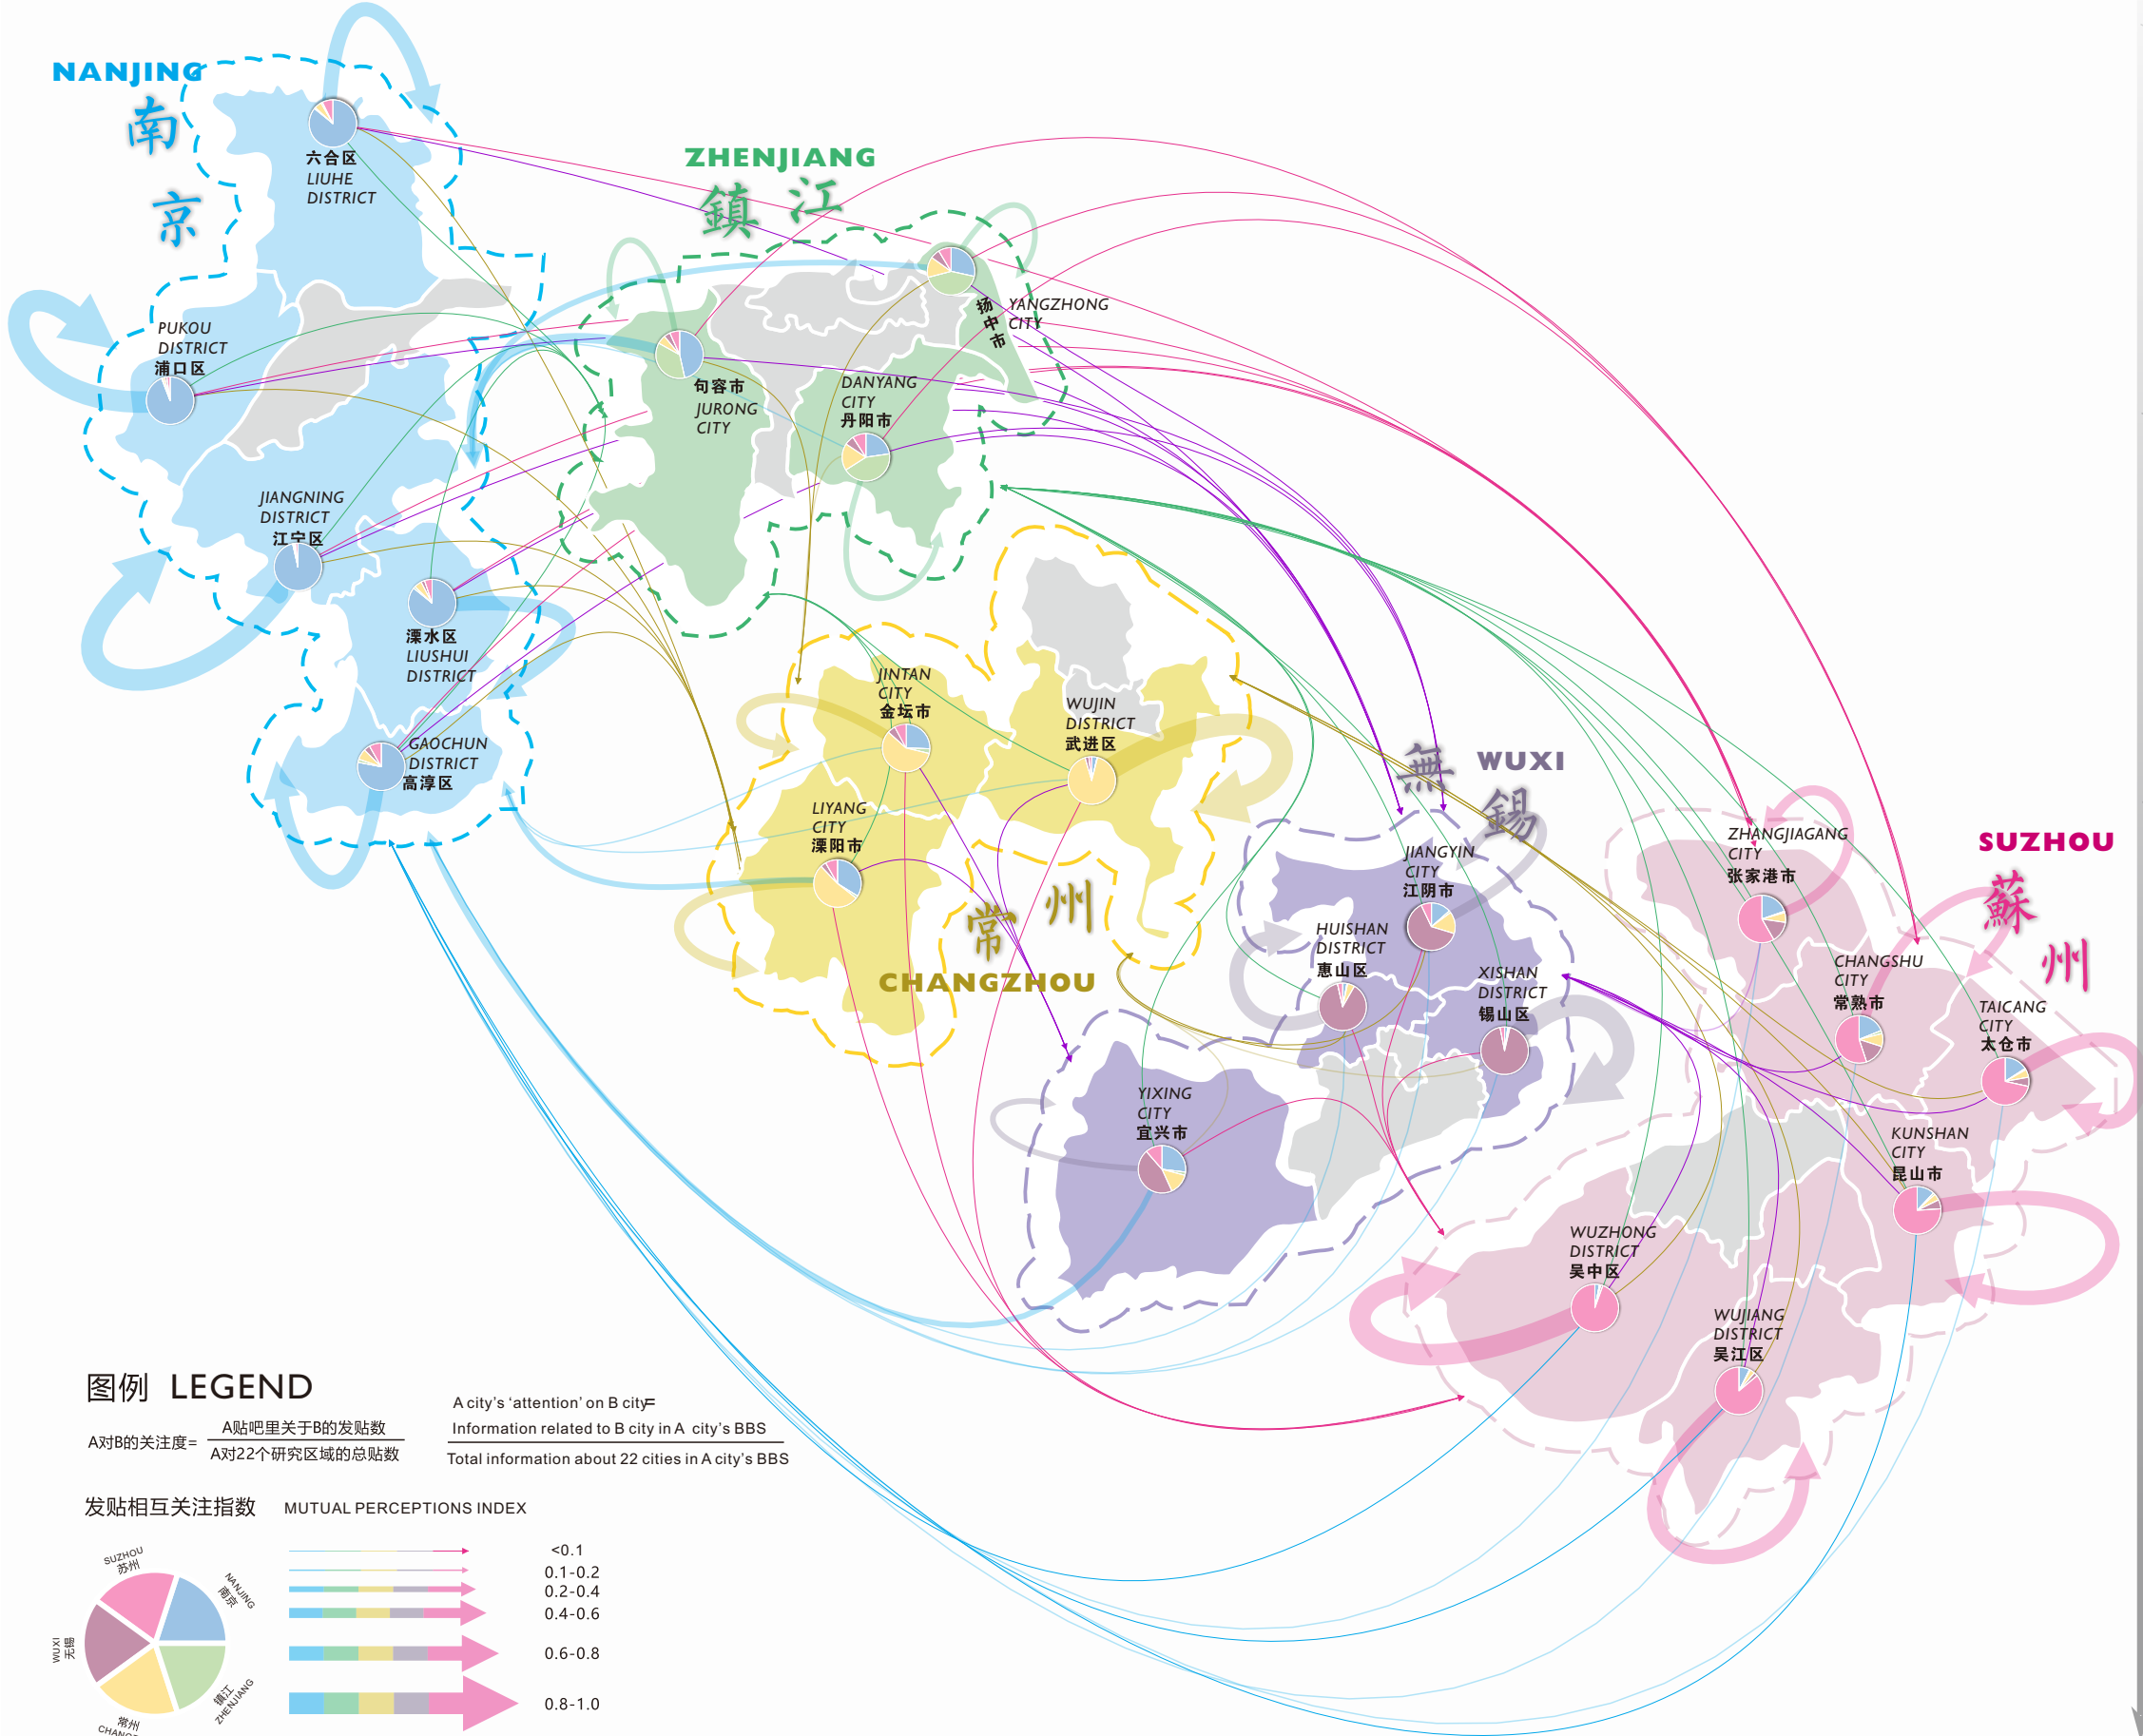 NANJING
南
京
六合区
LIUHE
DISTRICT
PUKOU
DISTRICT
浦口区
JIANGNING
DISTRICT
江宁区
溧水区
LIUSHUI
DISTRICT
GAOCHUN
DISTRICT
高淳区
ZHENJIANG
鎮江
扬中市
YANGZHONG
CITY
句容市
JURONG
CITY
DANYANG
CITY
丹阳市
JINTAN
CITY
金坛市
WUJIN
DISTRICT
武进区
LIYANG
CITY
溧阳市
常州
CHANGZHOU
WUXI
無
錫
JIANGYIN
CITY
江阴市
HUISHAN
DISTRICT
惠山区
XISHAN
DISTRICT
锡山区
YIXING
CITY
宜兴市
SUZHOU
蘇
州
ZHANGJIAGANG
CITY
张家港市
CHANGSHU
CITY
常熟市
TAICANG
CITY
太仓市
KUNSHAN
CITY
昆山市
WUZHONG
DISTRICT
吴中区
WUJIANG
DISTRICT
吴江区
图例 LEGEND
A对B的关注度=
A贴吧里关于B的发贴数
A对22个研究区域的总贴数
A city's ‘attention’ on B city=
Information related to B city in A city's BBS
Total information about 22 cities in A city's BBS
发贴相互关注指数 MUTUAL PERCEPTIONS INDEX
SUZHOU
苏州
NANJING
南京
WUXI
无锡
镇江
ZHENJIANG
常州
<0.1
0.1-0.2
0.2-0.4
0.4-0.6
0.6-0.8
0.8-1.0